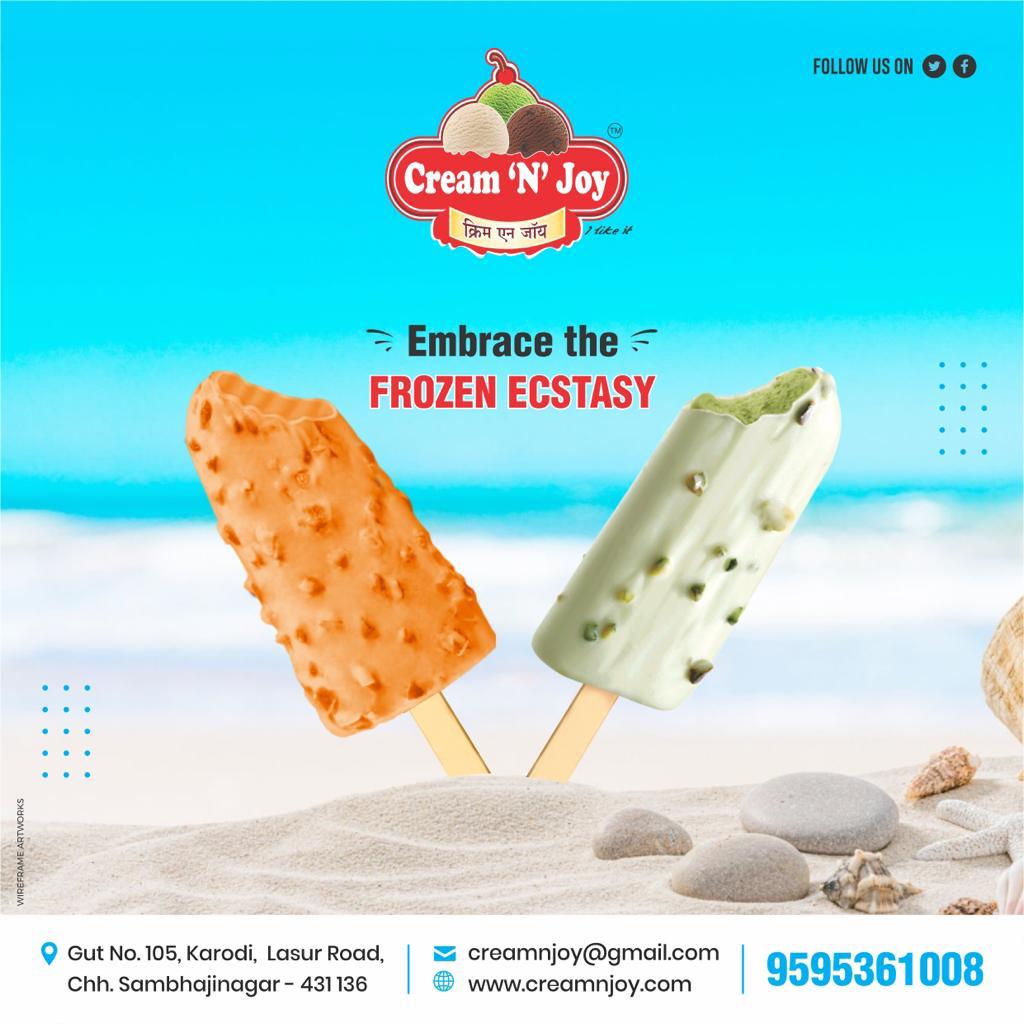 FOLLOW US ON
TM
Cream 'N' Joy
क्रिम एन जॉय
I like it
Embrace the
FROZEN ECSTASY
WIREFRAME ARTWORKS
Gut No. 105, Karodi, Lasur Road,
Chh. Sambhajinagar - 431 136
creamnjoy@gmail.com
www.creamnjoy.com
9595361008